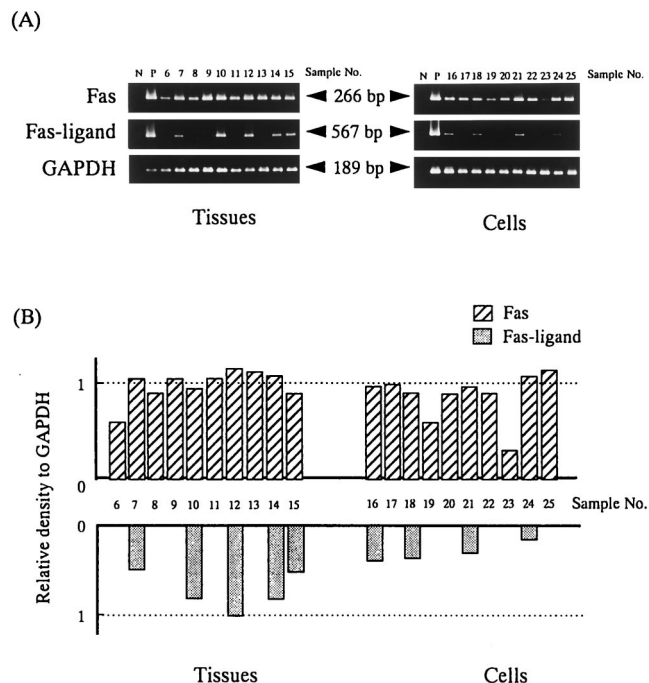 (A)
N P 6 7 8 9 10 11 12 13 14 15 Sample No. N P 16 17 18 19 20 21 22 23 24 25 Sample No.
Fas 266 bp
Fas-ligand 567 bp
GAPDH 189 bp
Tissues Cells
(B)
Fas
Fas-ligand
Relative density to GAPDH
1
0
6 7 8 9 10 11 12 13 14 15 16 17 18 19 20 21 22 23 24 25 Sample No.
0
1
Tissues Cells